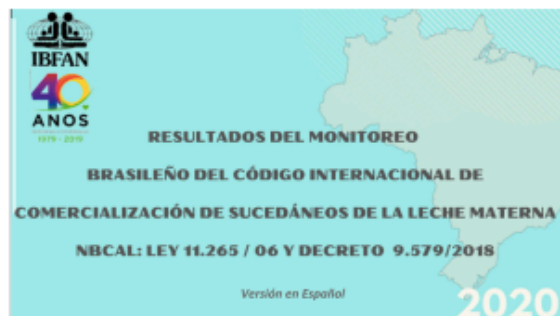 IBFAN
40
ANOS
1979 - 2019
RESULTADOS DEL MONITOREO
BRASILEÑO DEL CÓDIGO INTERNACIONAL DE
COMERCIALIZACIÓN DE SUCEDÁNEOS DE LA LECHE MATERNA
NBCAL: LEY 11.265 / 06 Y DECRETO 9.579/2018
Versión en Español
2020